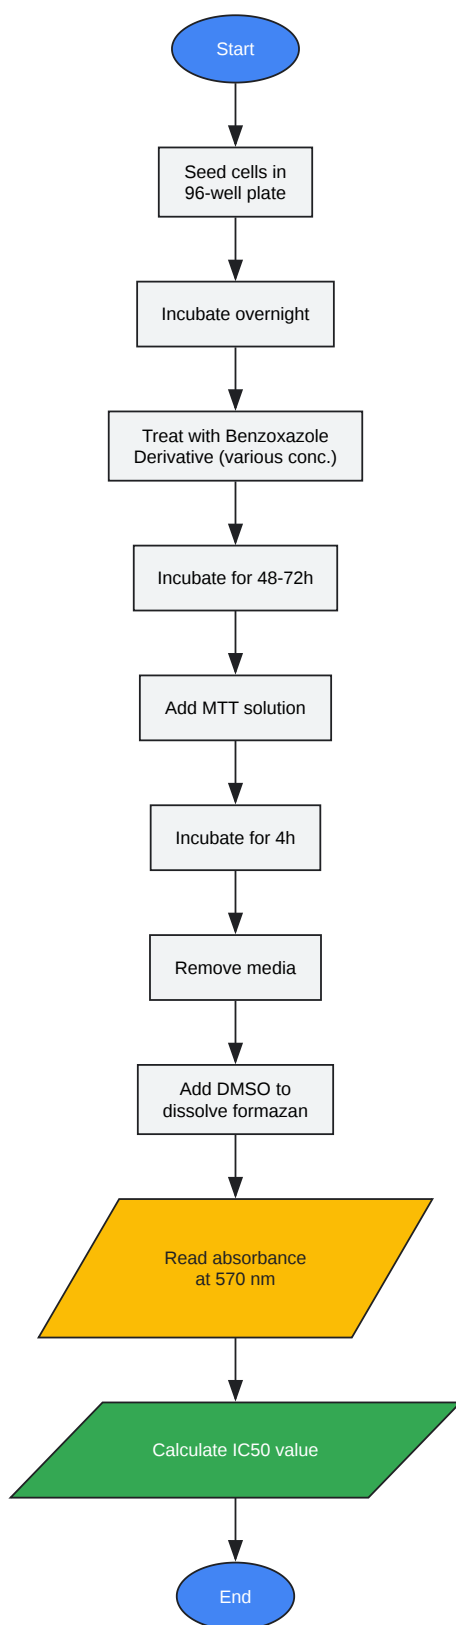 Start
Seed cells in
96-well plate
Incubate overnight
Treat with Benzoxazole
Derivative (various conc.)
Incubate for 48-72h
Add MTT solution
Incubate for 4h
Remove media
Add DMSO to
dissolve formazan
Read absorbance
at 570 nm
Calculate IC50 value
End